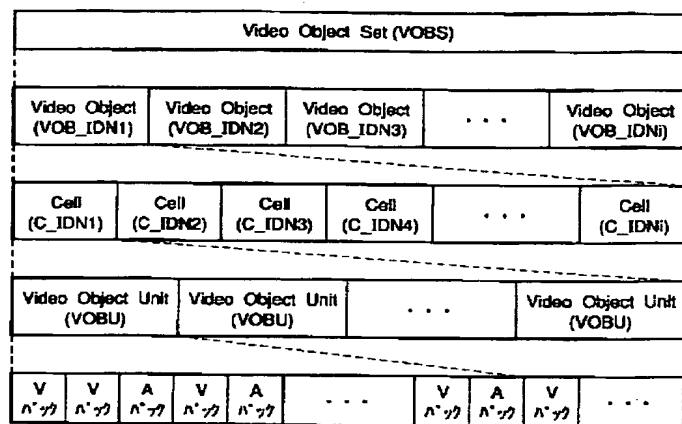 Video Object Set (VOBS)
Video Object Video Object Video Object Video Object
(VOB_IDN1) (VOB_IDN2) (VOB_IDN3) · · · (VOB_IDNi)
Cell Cell Cell Cell Cell
(C_IDN1) (C_IDN2) (C_IDN3) (C_IDN4) · · · (C_IDNi)
Video Object Unit Video Object Unit Video Object Unit
(VOBU) (VOBU) · · · (VOBU)
V V A V A V A V
パック パック パック パック パック · · · パック パック パック · · ·